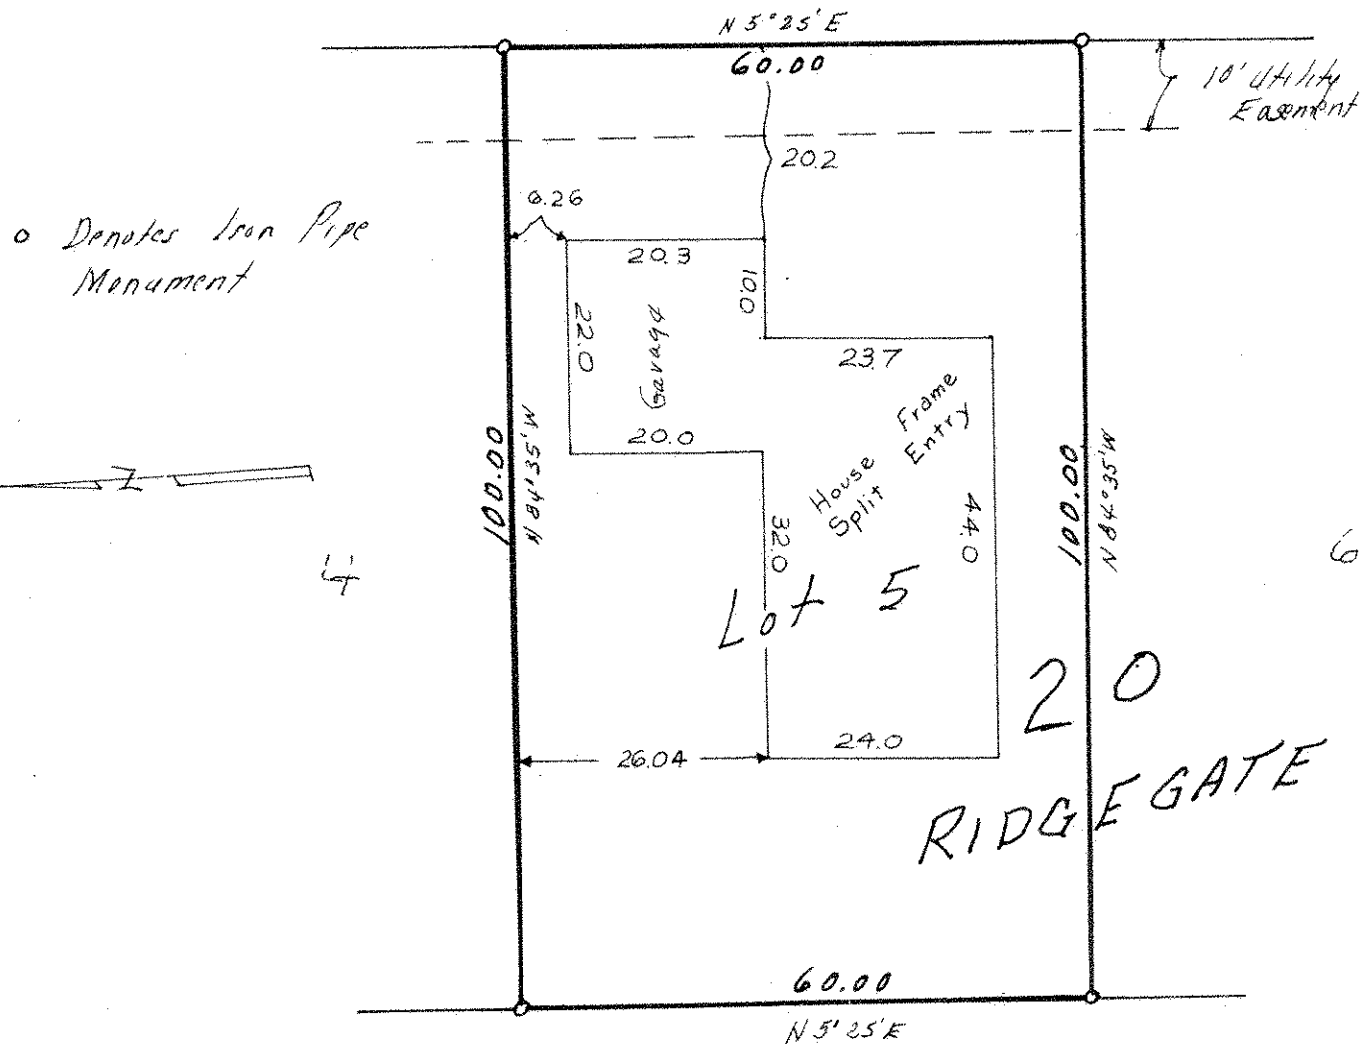 N 5°25'E
60.00
10' Utility
Easement
20.2
6.26
o Denotes Iron Pipe
Monument
20.3
10.0
22.0
Garage
23.7
Frame
Entry
20.0
House
Split
N
100.00
N 84°35'W
32.0
44.0
100.00
N 84°35'W
4
6
Lot 5
20
24.0
26.04
RIDGEGATE
60.00
N 5°25'E